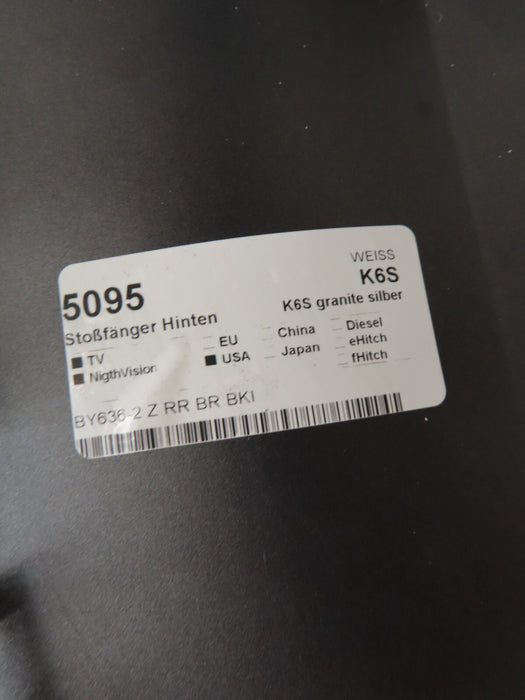 WEISS
K6S
5095
K6S granite silber
Stoßfänger Hinten
TV
EU
China
Diesel
NigthVision
USA
Japan
eHitch
fHitch
BY636-2 Z RR BR BKI